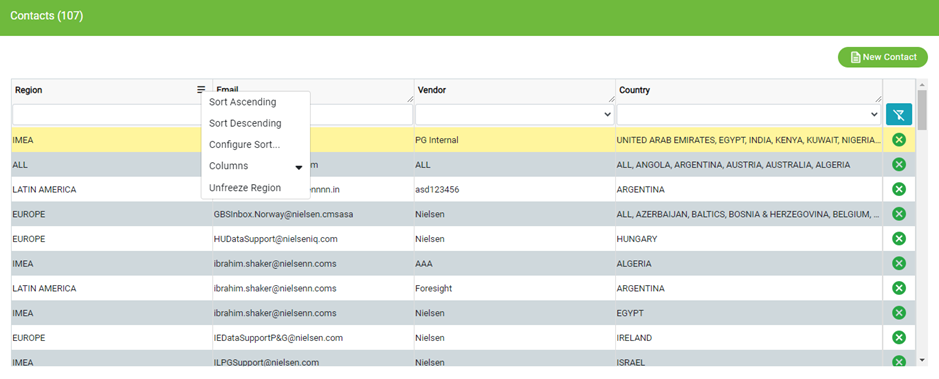 Contacts (107)
New Contact
Region Email Vendor Country
Sort Ascending
Sort Descending
Configure Sort...
Columns
Unfreeze Region
IMEA PG Internal UNITED ARAB EMIRATES, EGYPT, INDIA, KENYA, KUWAIT, NIGERIA...
ALL m ALL ALL, ANGOLA, ARGENTINA, AUSTRIA, AUSTRALIA, ALGERIA
LATIN AMERICA ennnn.in asd123456 ARGENTINA
EUROPE GBSInbox.Norway@nielsen.cmsasa Nielsen ALL, AZERBAIJAN, BALTICS, BOSNIA & HERZEGOVINA, BELGIUM, ...
EUROPE HUDataSupport@nielseniq.com Nielsen HUNGARY
IMEA ibrahim.shaker@nielsenn.coms AAA ALGERIA
LATIN AMERICA ibrahim.shaker@nielsenn.coms Foresight ARGENTINA
IMEA ibrahim.shaker@nielsenn.coms Nielsen EGYPT
EUROPE IEDataSupportP&G@nielsen.com Nielsen IRELAND
IMEA ILPGSupport@nielsen.com Nielsen ISRAEL